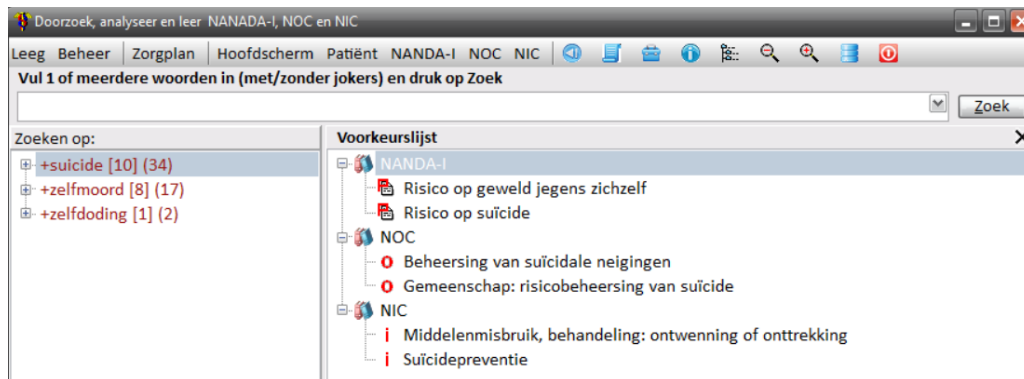 Doorzoek, analyseer en leer NANADA-I, NOC en NIC
Leeg Beheer Zorgplan Hoofdscherm Patiënt NANDA-I NOC NIC
Vul 1 of meerdere woorden in (met/zonder jokers) en druk op Zoek
Zoek
Zoeken op:
+suicide [10] (34)
+zelfmoord [8] (17)
+zelfdoding [1] (2)
Voorkeurslijst
NANDA-I
Risico op geweld jegens zichzelf
Risico op suïcide
NOC
Beheersing van suïcidale neigingen
Gemeenschap: risicobeheersing van suïcide
NIC
Middelenmisbruik, behandeling: ontwenning of onttrekking
Suïcidepreventie